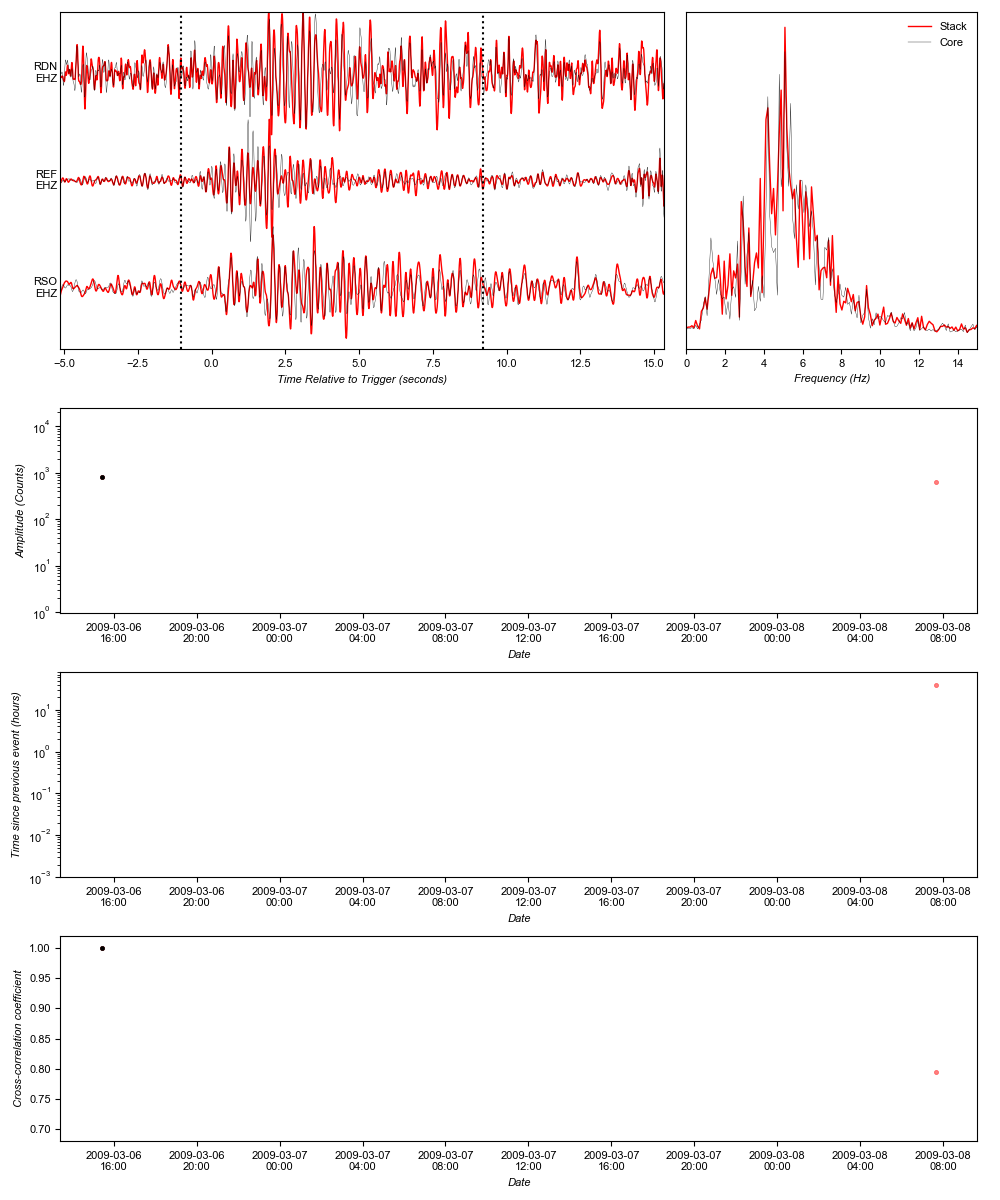 RDN
EHZ
REF
EHZ
RSO
EHZ
−5.0 −2.5 0.0 2.5 5.0 7.5 10.0 12.5 15.0
Time Relative to Trigger (seconds)
Stack
Core
0 2 4 6 8 10 12 14
Frequency (Hz)
10^4
10^3
10^2
10^1
10^0
Amplitude (Counts)
2009-03-06 2009-03-06 2009-03-07 2009-03-07 2009-03-07 2009-03-07 2009-03-07 2009-03-07 2009-03-08 2009-03-08 2009-03-08
16:00 20:00 00:00 04:00 08:00 12:00 16:00 20:00 00:00 04:00 08:00
Date
10^1
10^0
10^−1
10^−2
10^−3
Time since previous event (hours)
2009-03-06 2009-03-06 2009-03-07 2009-03-07 2009-03-07 2009-03-07 2009-03-07 2009-03-07 2009-03-08 2009-03-08 2009-03-08
16:00 20:00 00:00 04:00 08:00 12:00 16:00 20:00 00:00 04:00 08:00
Date
1.00
0.95
0.90
0.85
0.80
0.75
0.70
Cross-correlation coefficient
2009-03-06 2009-03-06 2009-03-07 2009-03-07 2009-03-07 2009-03-07 2009-03-07 2009-03-07 2009-03-08 2009-03-08 2009-03-08
16:00 20:00 00:00 04:00 08:00 12:00 16:00 20:00 00:00 04:00 08:00
Date